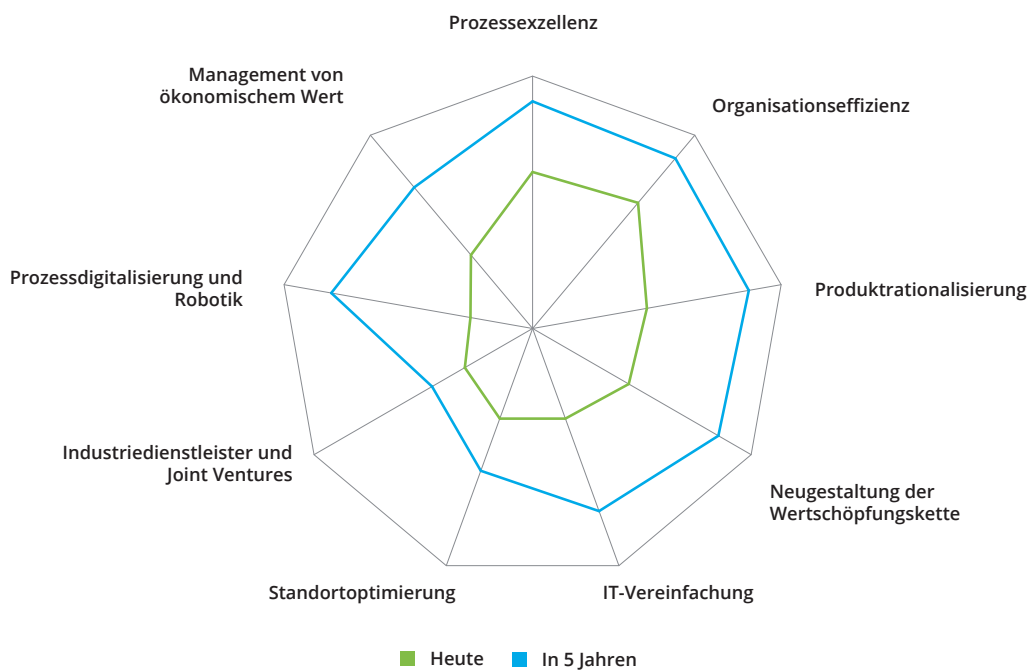 Prozessexzellenz
Management von
ökonomischem Wert
Organisationseffizienz
Prozessdigitalisierung und
Robotik
Produktrationalisierung
Industriedienstleister und
Joint Ventures
Neugestaltung der
Wertschöpfungskette
Standortoptimierung
IT-Vereinfachung
Heute
In 5 Jahren